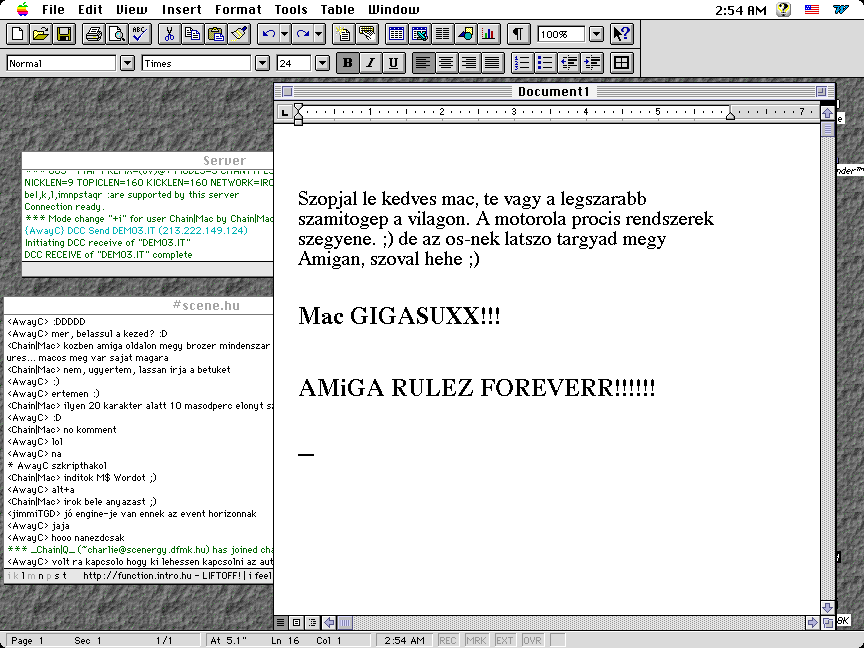 File Edit View Insert Format Tools Table Window 2:54 AM
ABC 100%
Normal Times 24 B I U
Document1
1 2 3 4 5 7
Server
NICKLEN=9 TOPICLEN=160 KICKLEN=160 NETWORK=IRC
bel,k,l,imnpstaqr :are supported by this server
Connection ready.
*** Mode change "+i" for user Chain|Mac by Chain|Mac
{AwayC} DCC Send DEMO3.IT (213.222.149.124)
Initiating DCC receive of "DEMO3.IT"
DCC RECEIVE of "DEMO3.IT" complete
#scene.hu
<AwayC> :DDDDD
<AwayC> mer, belassul a kezed? :D
<Chain|Mac> kozben amiga oldalon megy brozer mindenszar
ures... macos meg var sajat magara
<Chain|Mac> nem, ugyertem, lassan irja a betuket
<AwayC> :)
<AwayC> ertemen :)
<Chain|Mac> ilyen 20 karakter alatt 10 masodperc elonyt sz
<AwayC> :D
<Chain|Mac> no komment
<AwayC> lol
<AwayC> na
* AwayC szkripthakol
<Chain|Mac> inditok M$ Wordot ;)
<AwayC> alt+a
<Chain|Mac> irok bele anyazast ;)
<jimmiTGD> jó engine-je van ennek az event horizonnak
<AwayC> jaja
<AwayC> hooo nanezdcsak
*** _Chain|Q_ (~charlie@scenergy.dfmk.hu) has joined cha
<AwayC> volt ra kapcsolo hogy ki lehessen kapcsolni az aut
i k l m n p s t http://function.intro.hu - LIFTOFF! | i feel
Szopjal le kedves mac, te vagy a legszarabb
szamitogep a vilagon. A motorola procis rendszerek
szegyene. ;) de az os-nek latszo targyad megy
Amigan, szoval hehe ;)
Mac GIGASUXX!!!
AMiGA RULEZ FOREVERR!!!!!!
Page 1 Sec 1 1/1 At 5.1" Ln 16 Col 1 2:54 AM REC MRK EXT OVR